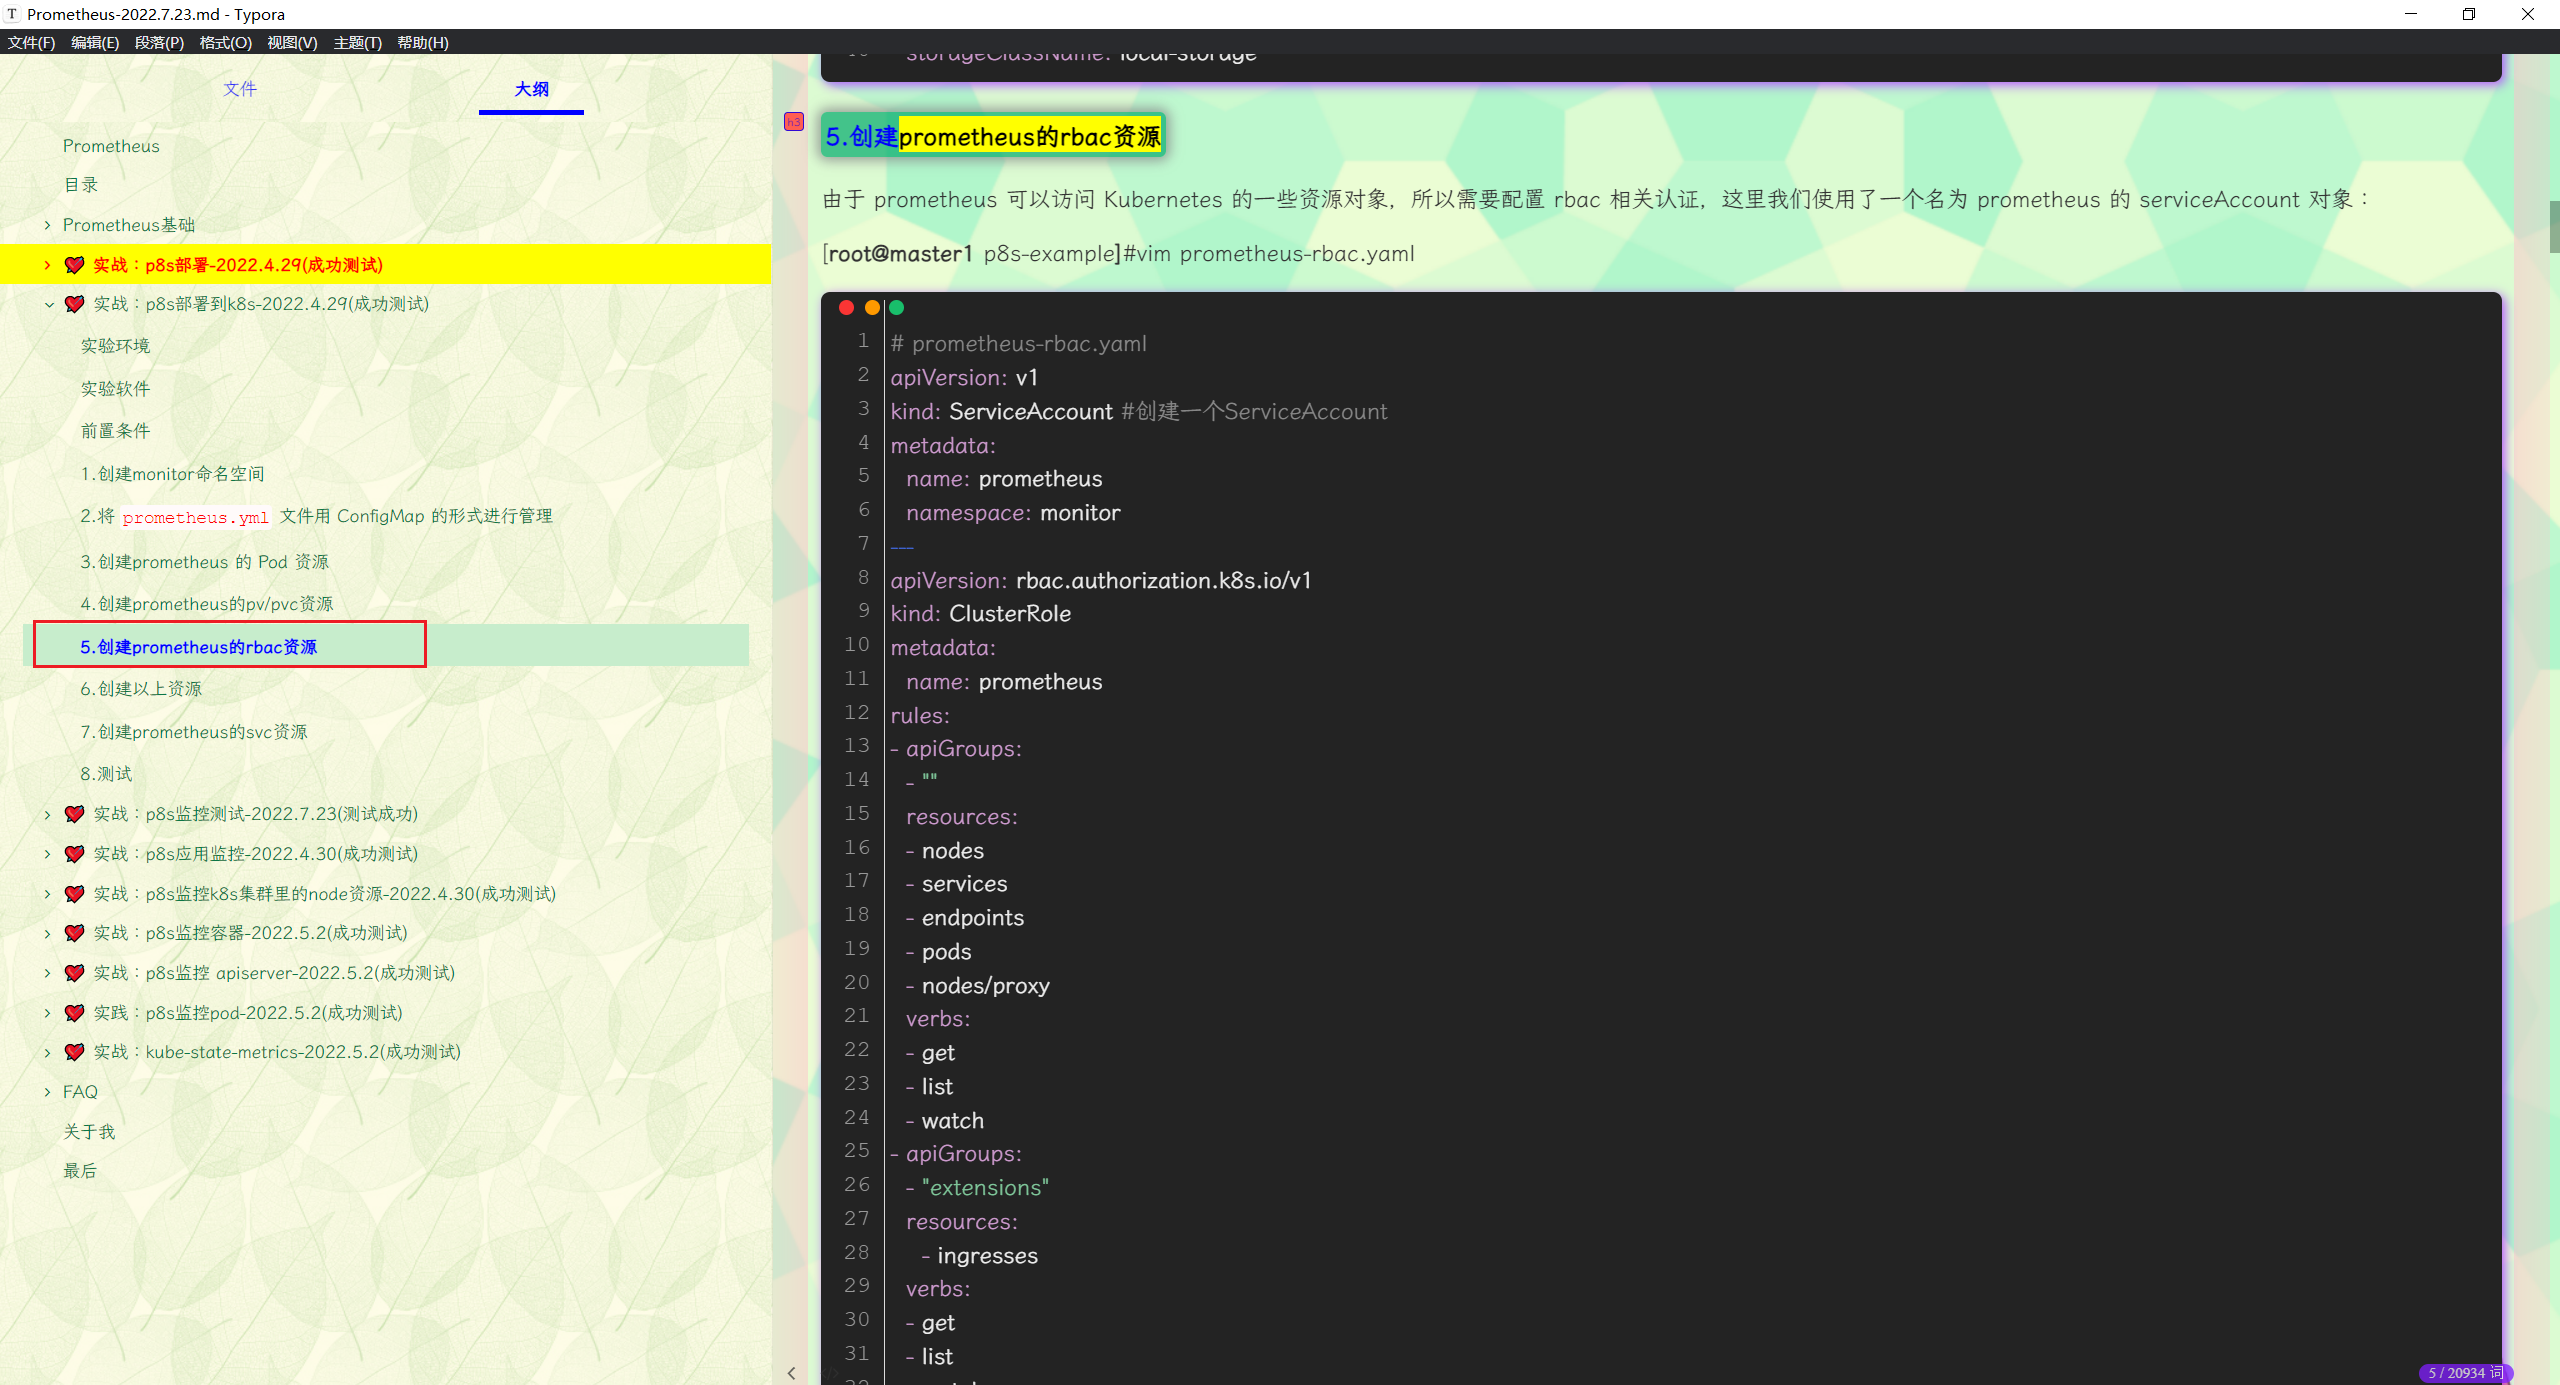 Prometheus-2022.7.23.md - Typora
文件(F) 编辑(E) 段落(P) 格式(O) 视图(V) 主题(T) 帮助(H)
文件 大纲
Prometheus
目录
Prometheus基础
实战：p8s部署-2022.4.29(成功测试)
实战：p8s部署到k8s-2022.4.29(成功测试)
实验环境
实验软件
前置条件
1.创建monitor命名空间
2.将 prometheus.yml 文件用 ConfigMap 的形式进行管理
3.创建prometheus 的 Pod 资源
4.创建prometheus的pv/pvc资源
5.创建prometheus的rbac资源
6.创建以上资源
7.创建prometheus的svc资源
8.测试
实战：p8s监控测试-2022.7.23(测试成功)
实战：p8s应用监控-2022.4.30(成功测试)
实战：p8s监控k8s集群里的node资源-2022.4.30(成功测试)
实战：p8s监控容器-2022.5.2(成功测试)
实战：p8s监控 apiserver-2022.5.2(成功测试)
实践：p8s监控pod-2022.5.2(成功测试)
实战：kube-state-metrics-2022.5.2(成功测试)
FAQ
关于我
最后
storageClassName: local-storage
h3
5.创建prometheus的rbac资源
由于 prometheus 可以访问 Kubernetes 的一些资源对象，所以需要配置 rbac 相关认证，这里我们使用了一个名为 prometheus 的 serviceAccount 对象：
[root@master1 p8s-example]#vim prometheus-rbac.yaml
1 # prometheus-rbac.yaml
2 apiVersion: v1
3 kind: ServiceAccount #创建一个ServiceAccount
4 metadata:
5 name: prometheus
6 namespace: monitor
7 ---
8 apiVersion: rbac.authorization.k8s.io/v1
9 kind: ClusterRole
10 metadata:
11 name: prometheus
12 rules:
13 - apiGroups:
14 - ""
15 resources:
16 - nodes
17 - services
18 - endpoints
19 - pods
20 - nodes/proxy
21 verbs:
22 - get
23 - list
24 - watch
25 - apiGroups:
26 - "extensions"
27 resources:
28 - ingresses
29 verbs:
30 - get
31 - list
5 / 20934 词